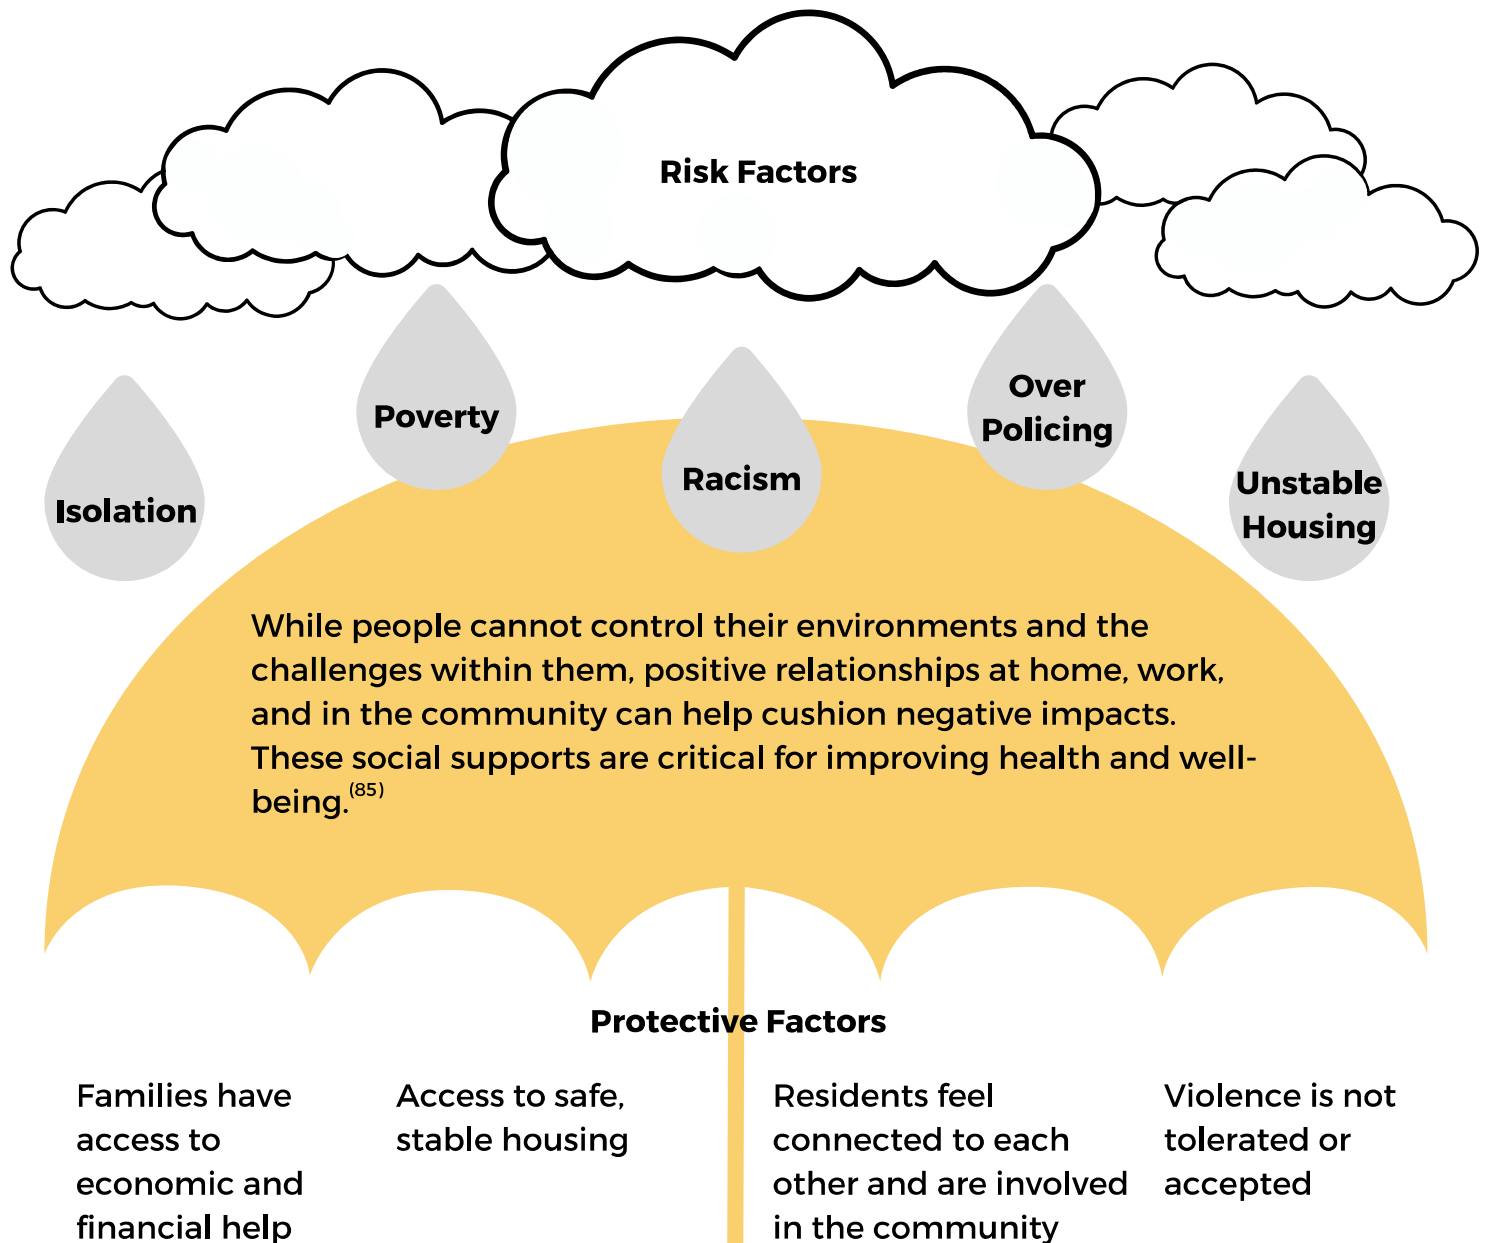 Risk Factors
Isolation
Poverty
Racism
Over
Policing
Unstable
Housing
While people cannot control their environments and the
challenges within them, positive relationships at home, work,
and in the community can help cushion negative impacts.
These social supports are critical for improving health and well-
being.(85)
Protective Factors
Families have
access to
economic and
financial help
Access to safe,
stable housing
Residents feel
connected to each
other and are involved
in the community
Violence is not
tolerated or
accepted